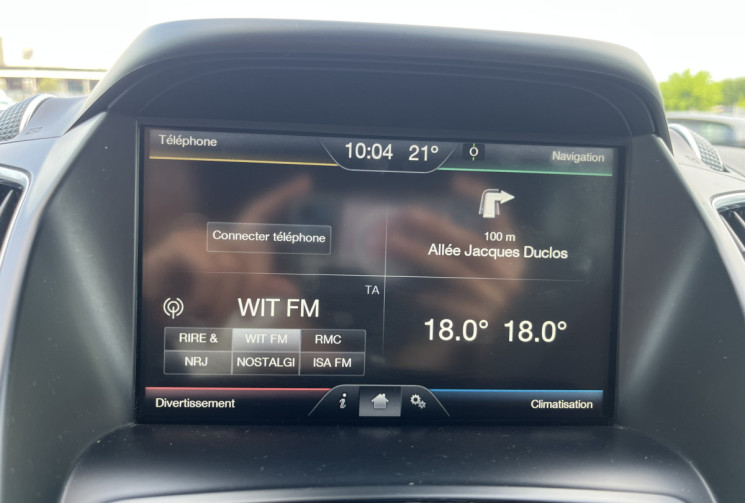 Téléphone
10:04 21°
Navigation
Connecter téléphone
100 m
Allée Jacques Duclos
TA
WIT FM
RIRE & WIT FM RMC
NRJ NOSTALGI ISA FM
18.0° 18.0°
Divertissement
i
Climatisation